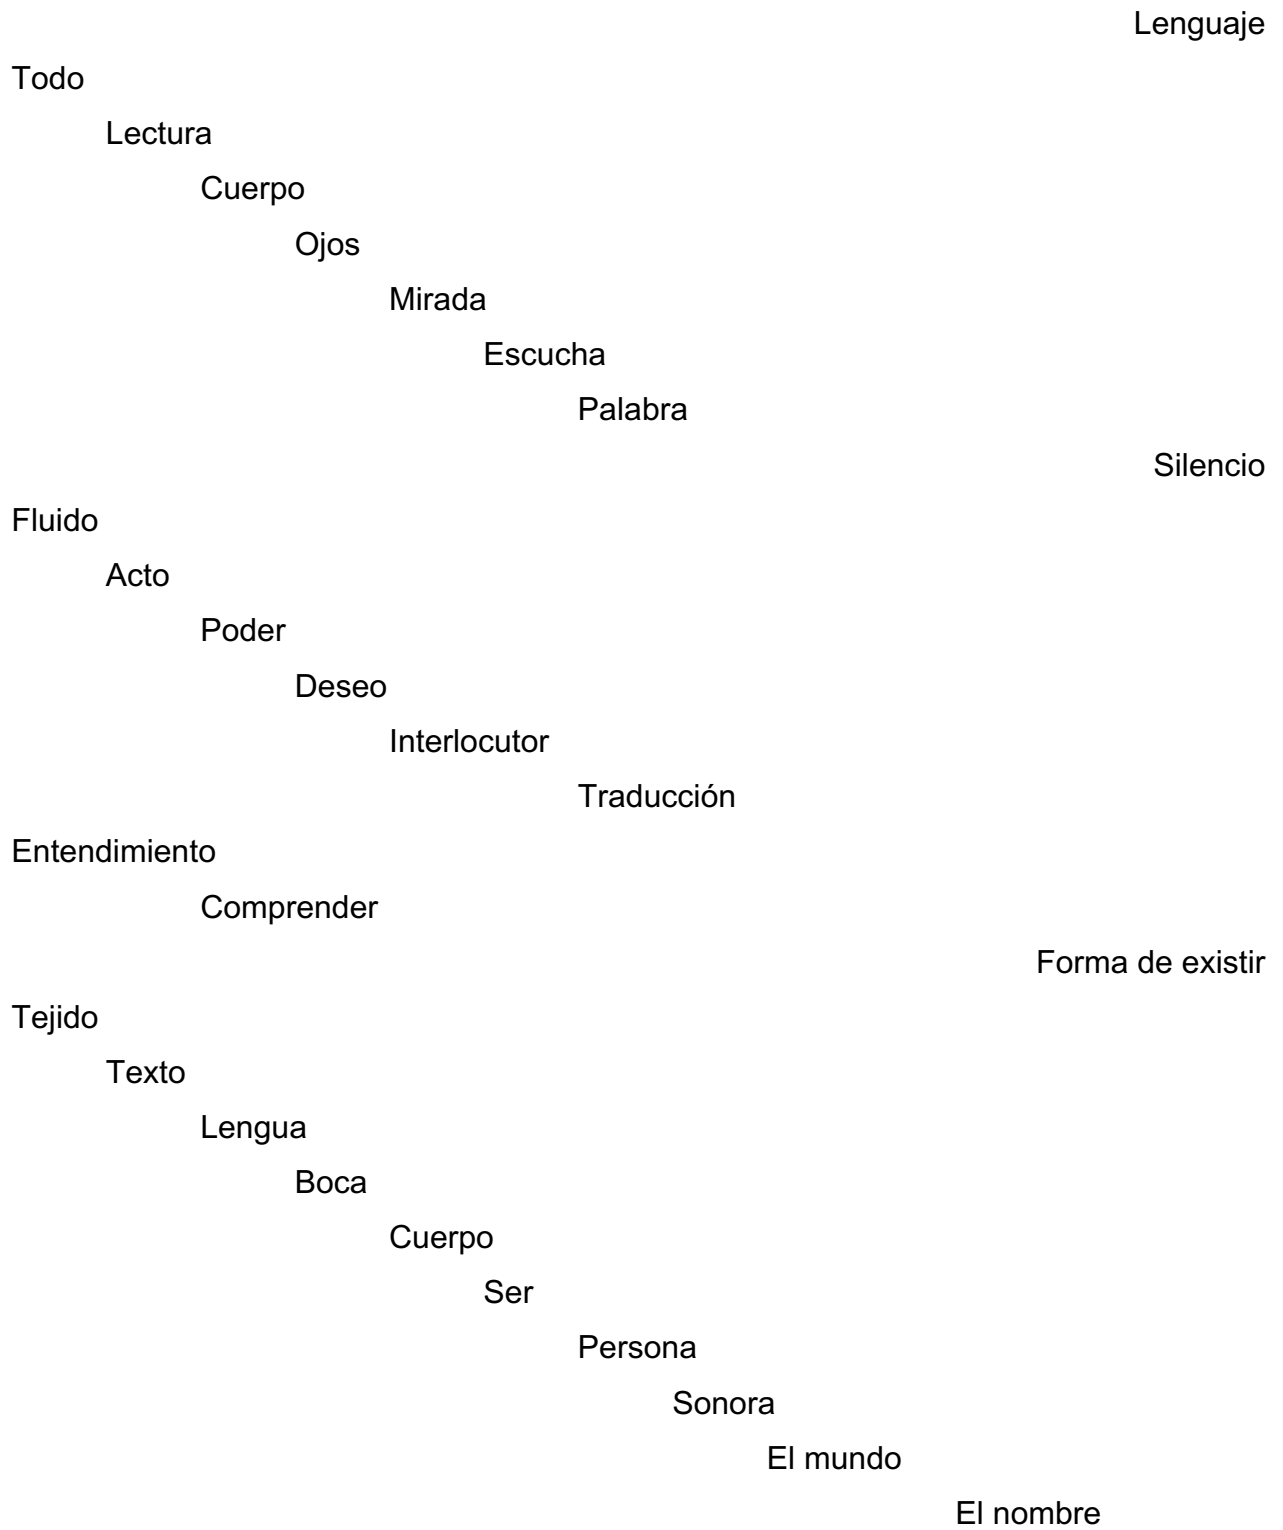 Lenguaje
Todo
Lectura
Cuerpo
Ojos
Mirada
Escucha
Palabra
Silencio
Fluido
Acto
Poder
Deseo
Interlocutor
Traducción
Entendimiento
Comprender
Forma de existir
Tejido
Texto
Lengua
Boca
Cuerpo
Ser
Persona
Sonora
El mundo
El nombre